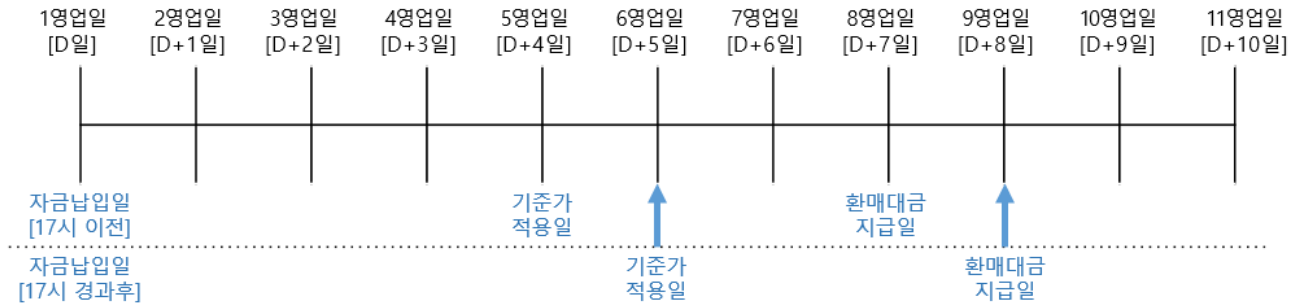 1영업일 2영업일 3영업일 4영업일 5영업일 6영업일 7영업일 8영업일 9영업일 10영업일 11영업일
[D일] [D+1일] [D+2일] [D+3일] [D+4일] [D+5일] [D+6일] [D+7일] [D+8일] [D+9일] [D+10일]
자금납입일 기준가 환매대금
[17시 이전] 적용일 지급일
자금납입일 기준가 환매대금
[17시 경과후] 적용일 지급일